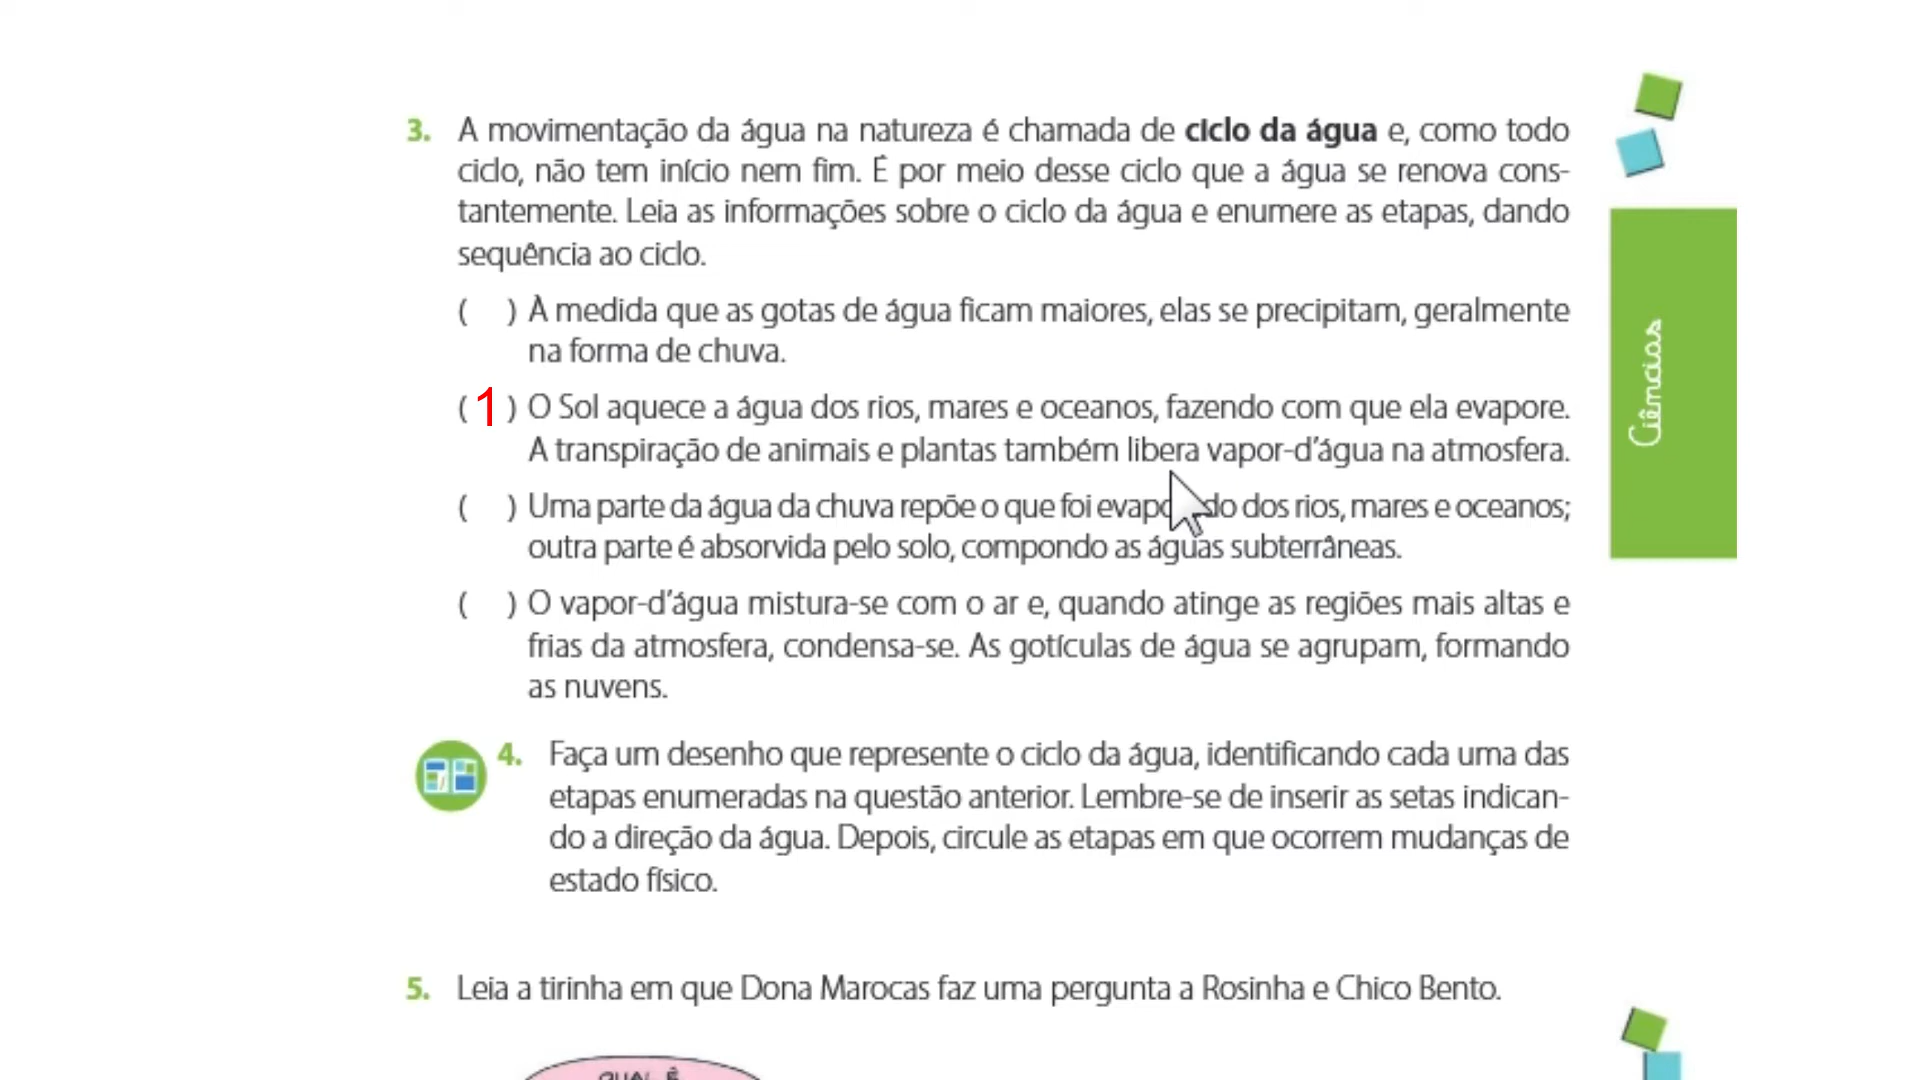 3. A movimentação da água na natureza é chamada de ciclo da água e, como todo
ciclo, não tem início nem fim. É por meio desse ciclo que a água se renova cons-
tantemente. Leia as informações sobre o ciclo da água e enumere as etapas, dando
sequência ao ciclo.
( ) À medida que as gotas de água ficam maiores, elas se precipitam, geralmente
na forma de chuva.
( 1 ) O Sol aquece a água dos rios, mares e oceanos, fazendo com que ela evapore.
A transpiração de animais e plantas também libera vapor-d'água na atmosfera.
( ) Uma parte da água da chuva repõe o que foi dos rios, mares e oceanos;
outra parte é absorvida pelo solo, compondo as águas subterrâneas.
( ) O vapor-d'água mistura-se com o ar e, quando atinge as regiões mais altas e
frias da atmosfera, condensa-se. As gotículas de água se agrupam, formando
as nuvens.
4. Faça um desenho que represente o ciclo da água, identificando cada uma das
etapas enumeradas na questão anterior. Lembre-se de inserir as setas indican-
do a direção da água. Depois, circule as etapas em que ocorrem mudanças de
estado físico.
5. Leia a tirinha em que Dona Marocas faz uma pergunta a Rosinha e Chico Bento.
QUAL É
Ciências